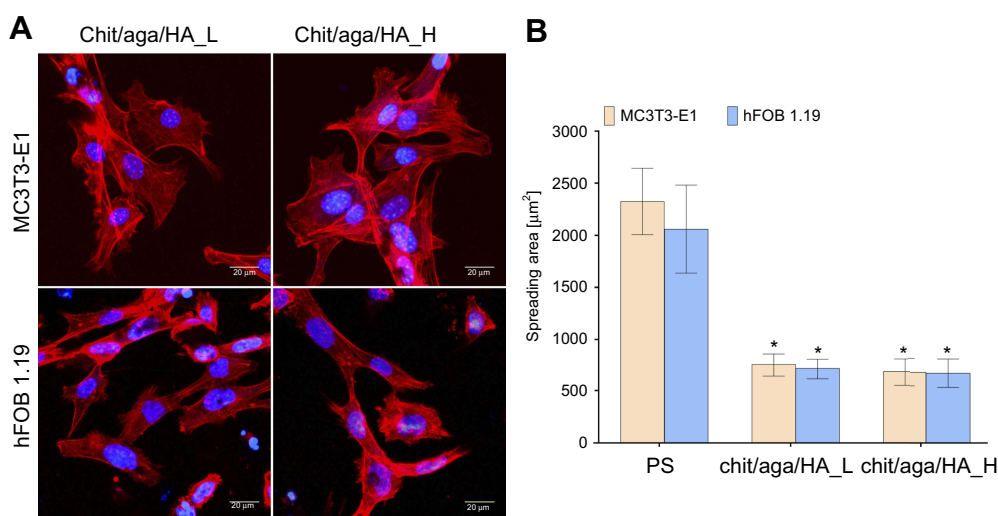 A
Chit/aga/HA_L
Chit/aga/HA_H
MC3T3-E1
20 μm
20 μm
hFOB 1.19
20 μm
20 μm
B
MC3T3-E1
hFOB 1.19
Spreading area [μm²]
3000
2500
2000
1500
1000
500
0
* * * *
PS
chit/aga/HA_L
chit/aga/HA_H